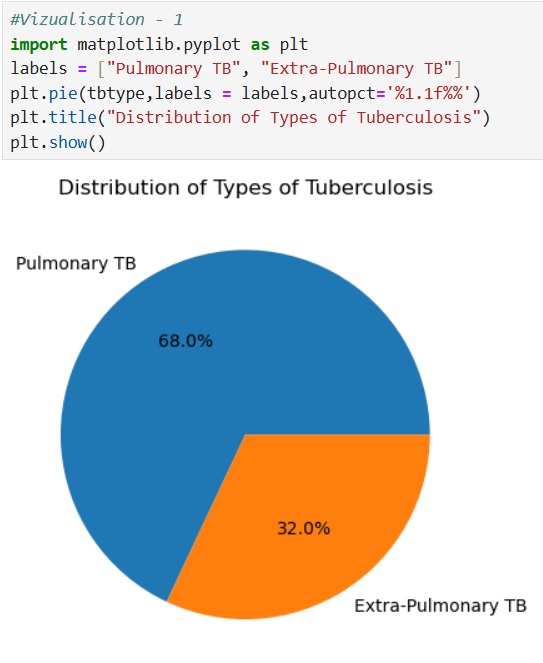 #Vizualisation - 1
import matplotlib.pyplot as plt
labels = ["Pulmonary TB", "Extra-Pulmonary TB"]
plt.pie(tbtype,labels = labels,autopct='%1.1f%%')
plt.title("Distribution of Types of Tuberculosis")
plt.show()
Distribution of Types of Tuberculosis
Pulmonary TB
68.0%
32.0%
Extra-Pulmonary TB